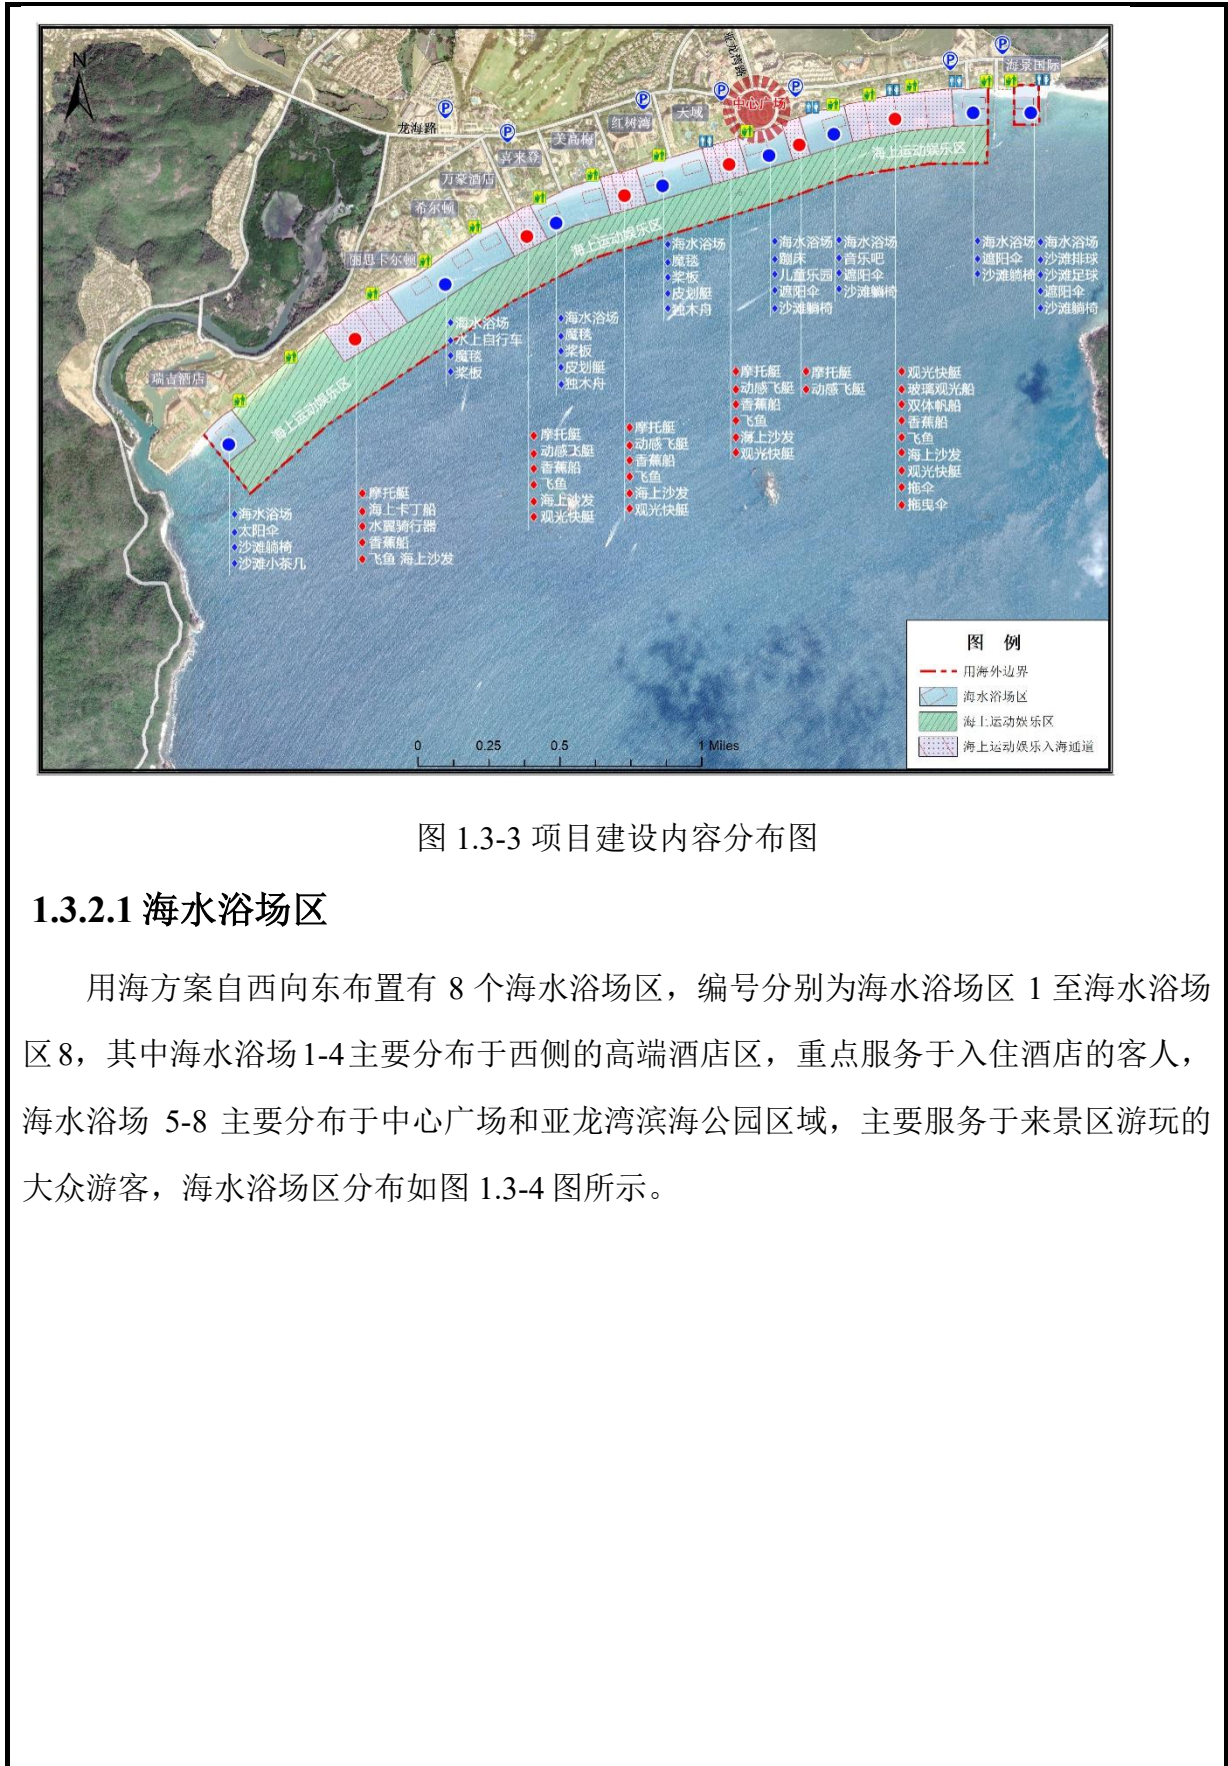 N
亚龙湾路
海景国际
中心广场
龙海路
天域
红树湾
美高梅
喜来登
万豪酒店
希尔顿
丽思卡尔顿
瑞吉酒店
海上运动娱乐区
海上运动娱乐区
海上运动娱乐区
海水浴场
太阳伞
沙滩躺椅
沙滩小茶几
摩托艇
海上卡丁船
水翼骑行器
香蕉船
飞鱼 海上沙发
海水浴场
水上自行车
魔毯
桨板
摩托艇
动感飞艇
香蕉船
飞鱼
海上沙发
观光快艇
海水浴场
魔毯
桨板
皮划艇
独木舟
摩托艇
动感飞艇
香蕉船
飞鱼
海上沙发
观光快艇
海水浴场
魔毯
桨板
皮划艇
独木舟
摩托艇
动感飞艇
香蕉船
飞鱼
海上沙发
观光快艇
海水浴场
蹦床
儿童乐园
遮阳伞
沙滩躺椅
摩托艇
动感飞艇
海水浴场
音乐吧
遮阳伞
沙滩躺椅
观光快艇
玻璃观光船
双体帆船
香蕉船
飞鱼
海上沙发
观光快艇
拖伞
拖曳伞
海水浴场
遮阳伞
沙滩躺椅
海水浴场
沙滩排球
沙滩足球
遮阳伞
沙滩躺椅
图 例
用海外边界
海水浴场区
海上运动娱乐区
海上运动娱乐入海通道
0 0.25 0.5 1 Miles
图 1.3-3 项目建设内容分布图
1.3.2.1 海水浴场区
用海方案自西向东布置有 8 个海水浴场区，编号分别为海水浴场区 1 至海水浴场
区 8，其中海水浴场 1-4 主要分布于西侧的高端酒店区，重点服务于入住酒店的客人，
海水浴场 5-8 主要分布于中心广场和亚龙湾滨海公园区域，主要服务于来景区游玩的
大众游客，海水浴场区分布如图 1.3-4 图所示。